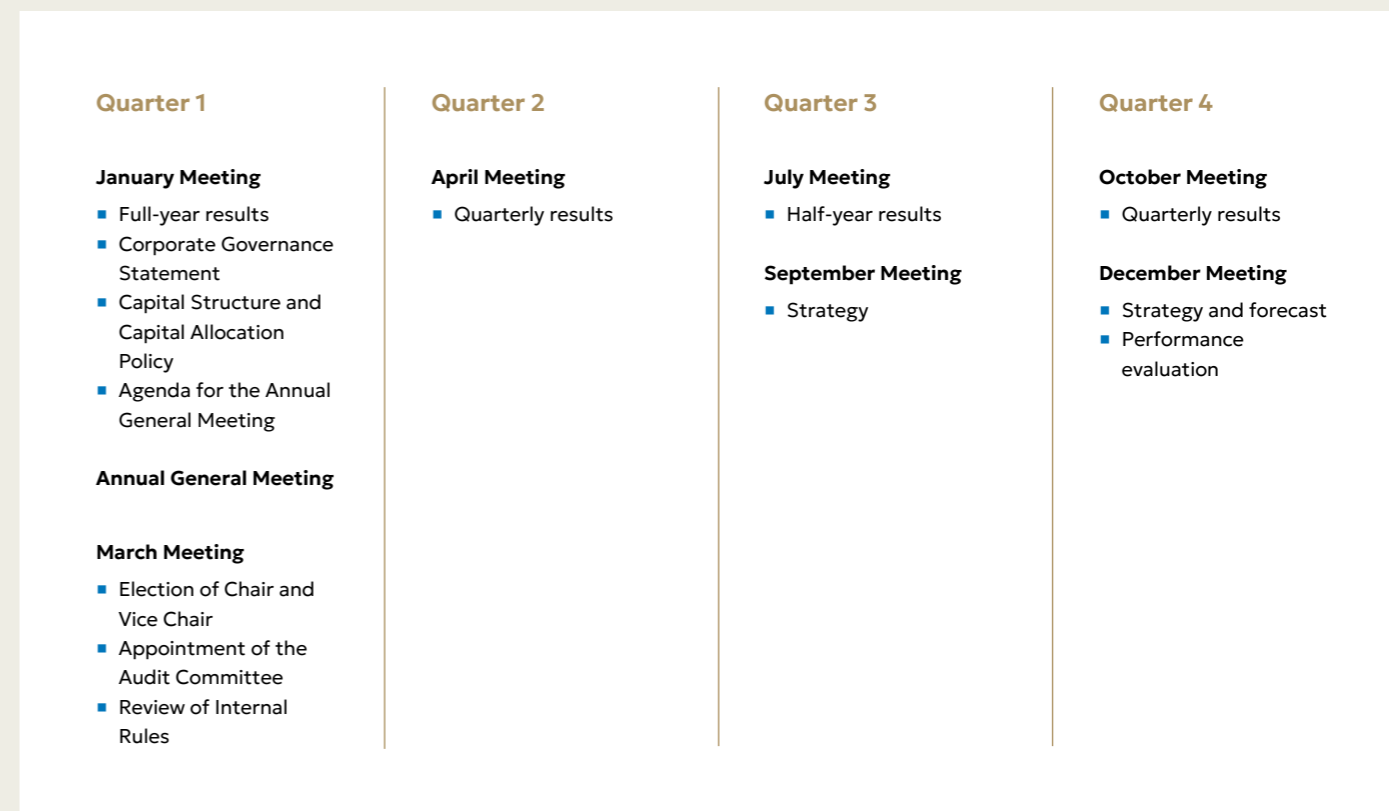 Quarter 1
January Meeting
Full-year results
Corporate Governance
Statement
Capital Structure and
Capital Allocation
Policy
Agenda for the Annual
General Meeting
Annual General Meeting
March Meeting
Election of Chair and
Vice Chair
Appointment of the
Audit Committee
Review of Internal
Rules
Quarter 2
April Meeting
Quarterly results
Quarter 3
July Meeting
Half-year results
September Meeting
Strategy
Quarter 4
October Meeting
Quarterly results
December Meeting
Strategy and forecast
Performance
evaluation